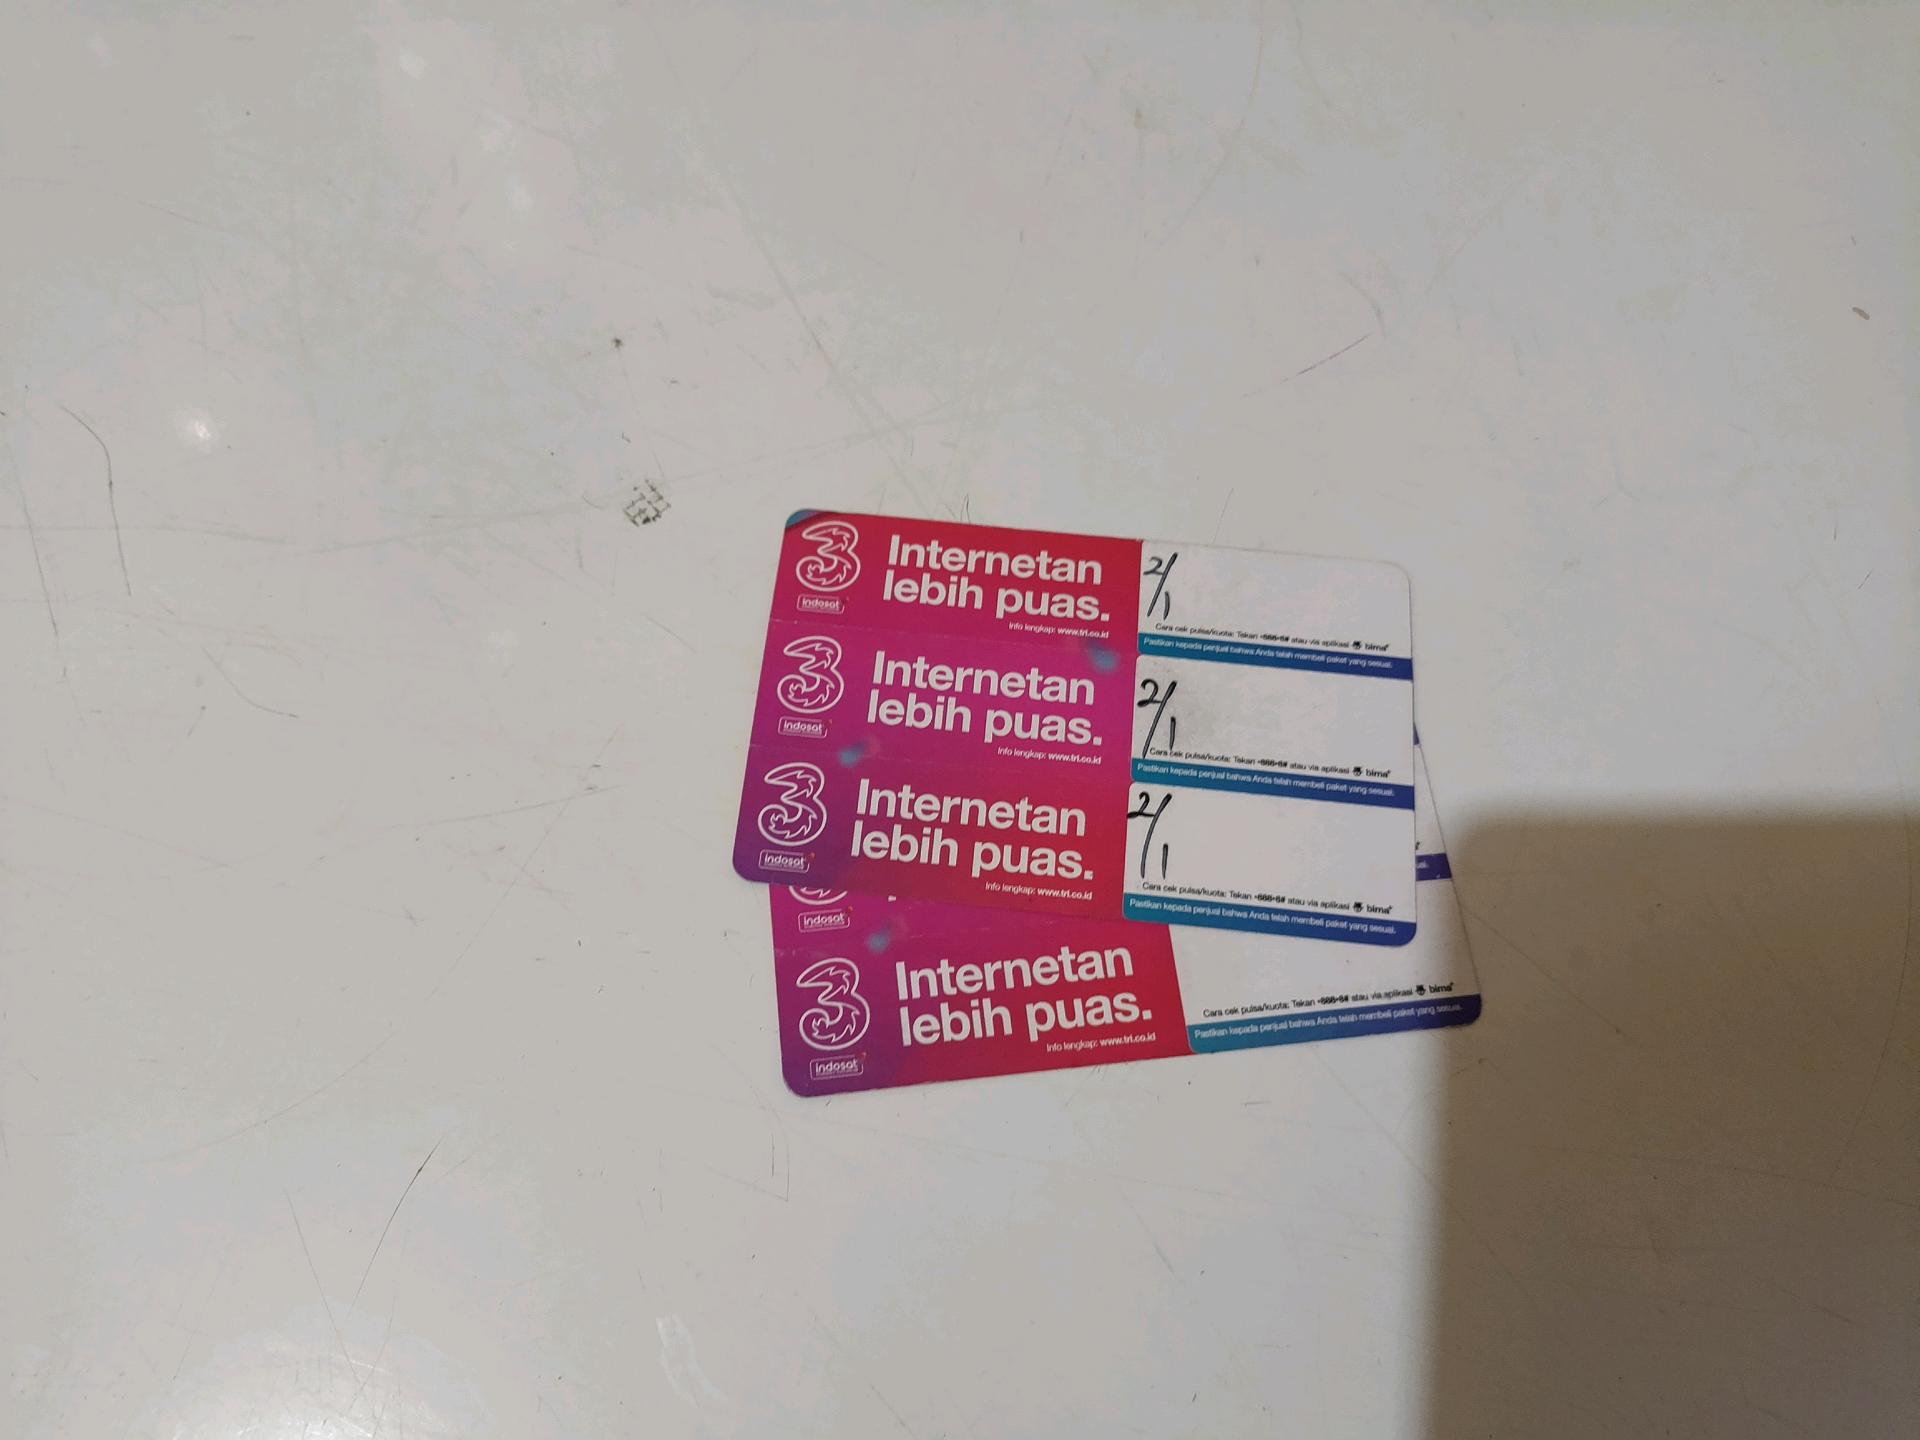 3
indosat
Internetan
lebih puas.
Info lengkap: www.tri.co.id
2/1
Cara cek pulsa/kuota: Tekan *888*8# atau via aplikasi bima+
Pastikan kepada penjual bahwa Anda telah membeli paket yang sesuai.
3
indosat
Internetan
lebih puas.
Info lengkap: www.tri.co.id
2/1
Cara cek pulsa/kuota: Tekan *888*8# atau via aplikasi bima+
Pastikan kepada penjual bahwa Anda telah membeli paket yang sesuai.
3
indosat
Internetan
lebih puas.
Info lengkap: www.tri.co.id
2/1
Cara cek pulsa/kuota: Tekan *888*8# atau via aplikasi bima+
Pastikan kepada penjual bahwa Anda telah membeli paket yang sesuai.
indosat
3
indosat
Internetan
lebih puas.
Info lengkap: www.tri.co.id
Cara cek pulsa/kuota: Tekan *888*8# atau via aplikasi bima+
Pastikan kepada penjual bahwa Anda telah membeli paket yang sesuai.